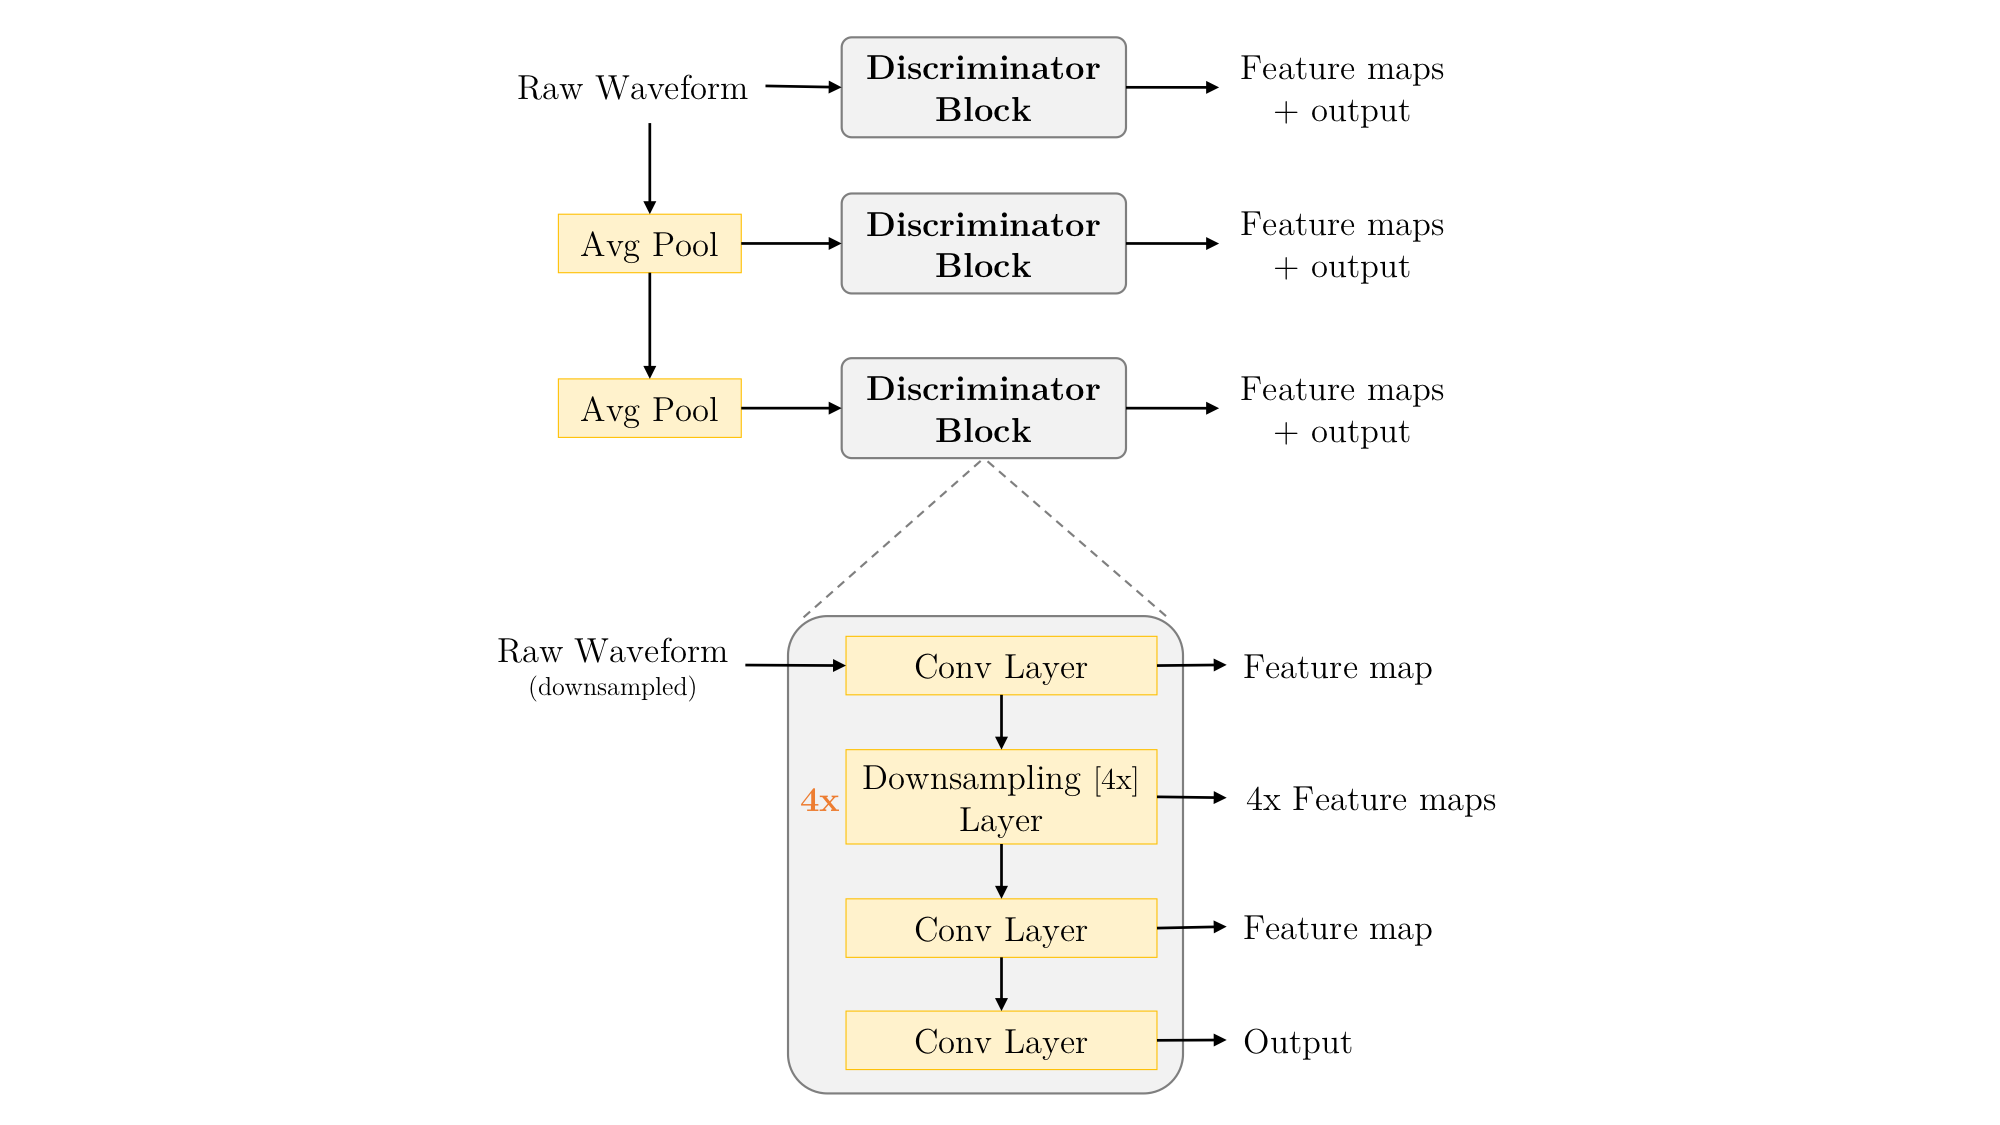 Raw Waveform
Discriminator
Block
Feature maps
+ output
Avg Pool
Discriminator
Block
Feature maps
+ output
Avg Pool
Discriminator
Block
Feature maps
+ output
Raw Waveform
(downsampled)
Conv Layer
Feature map
4x
Downsampling [4x]
Layer
4x Feature maps
Conv Layer
Feature map
Conv Layer
Output